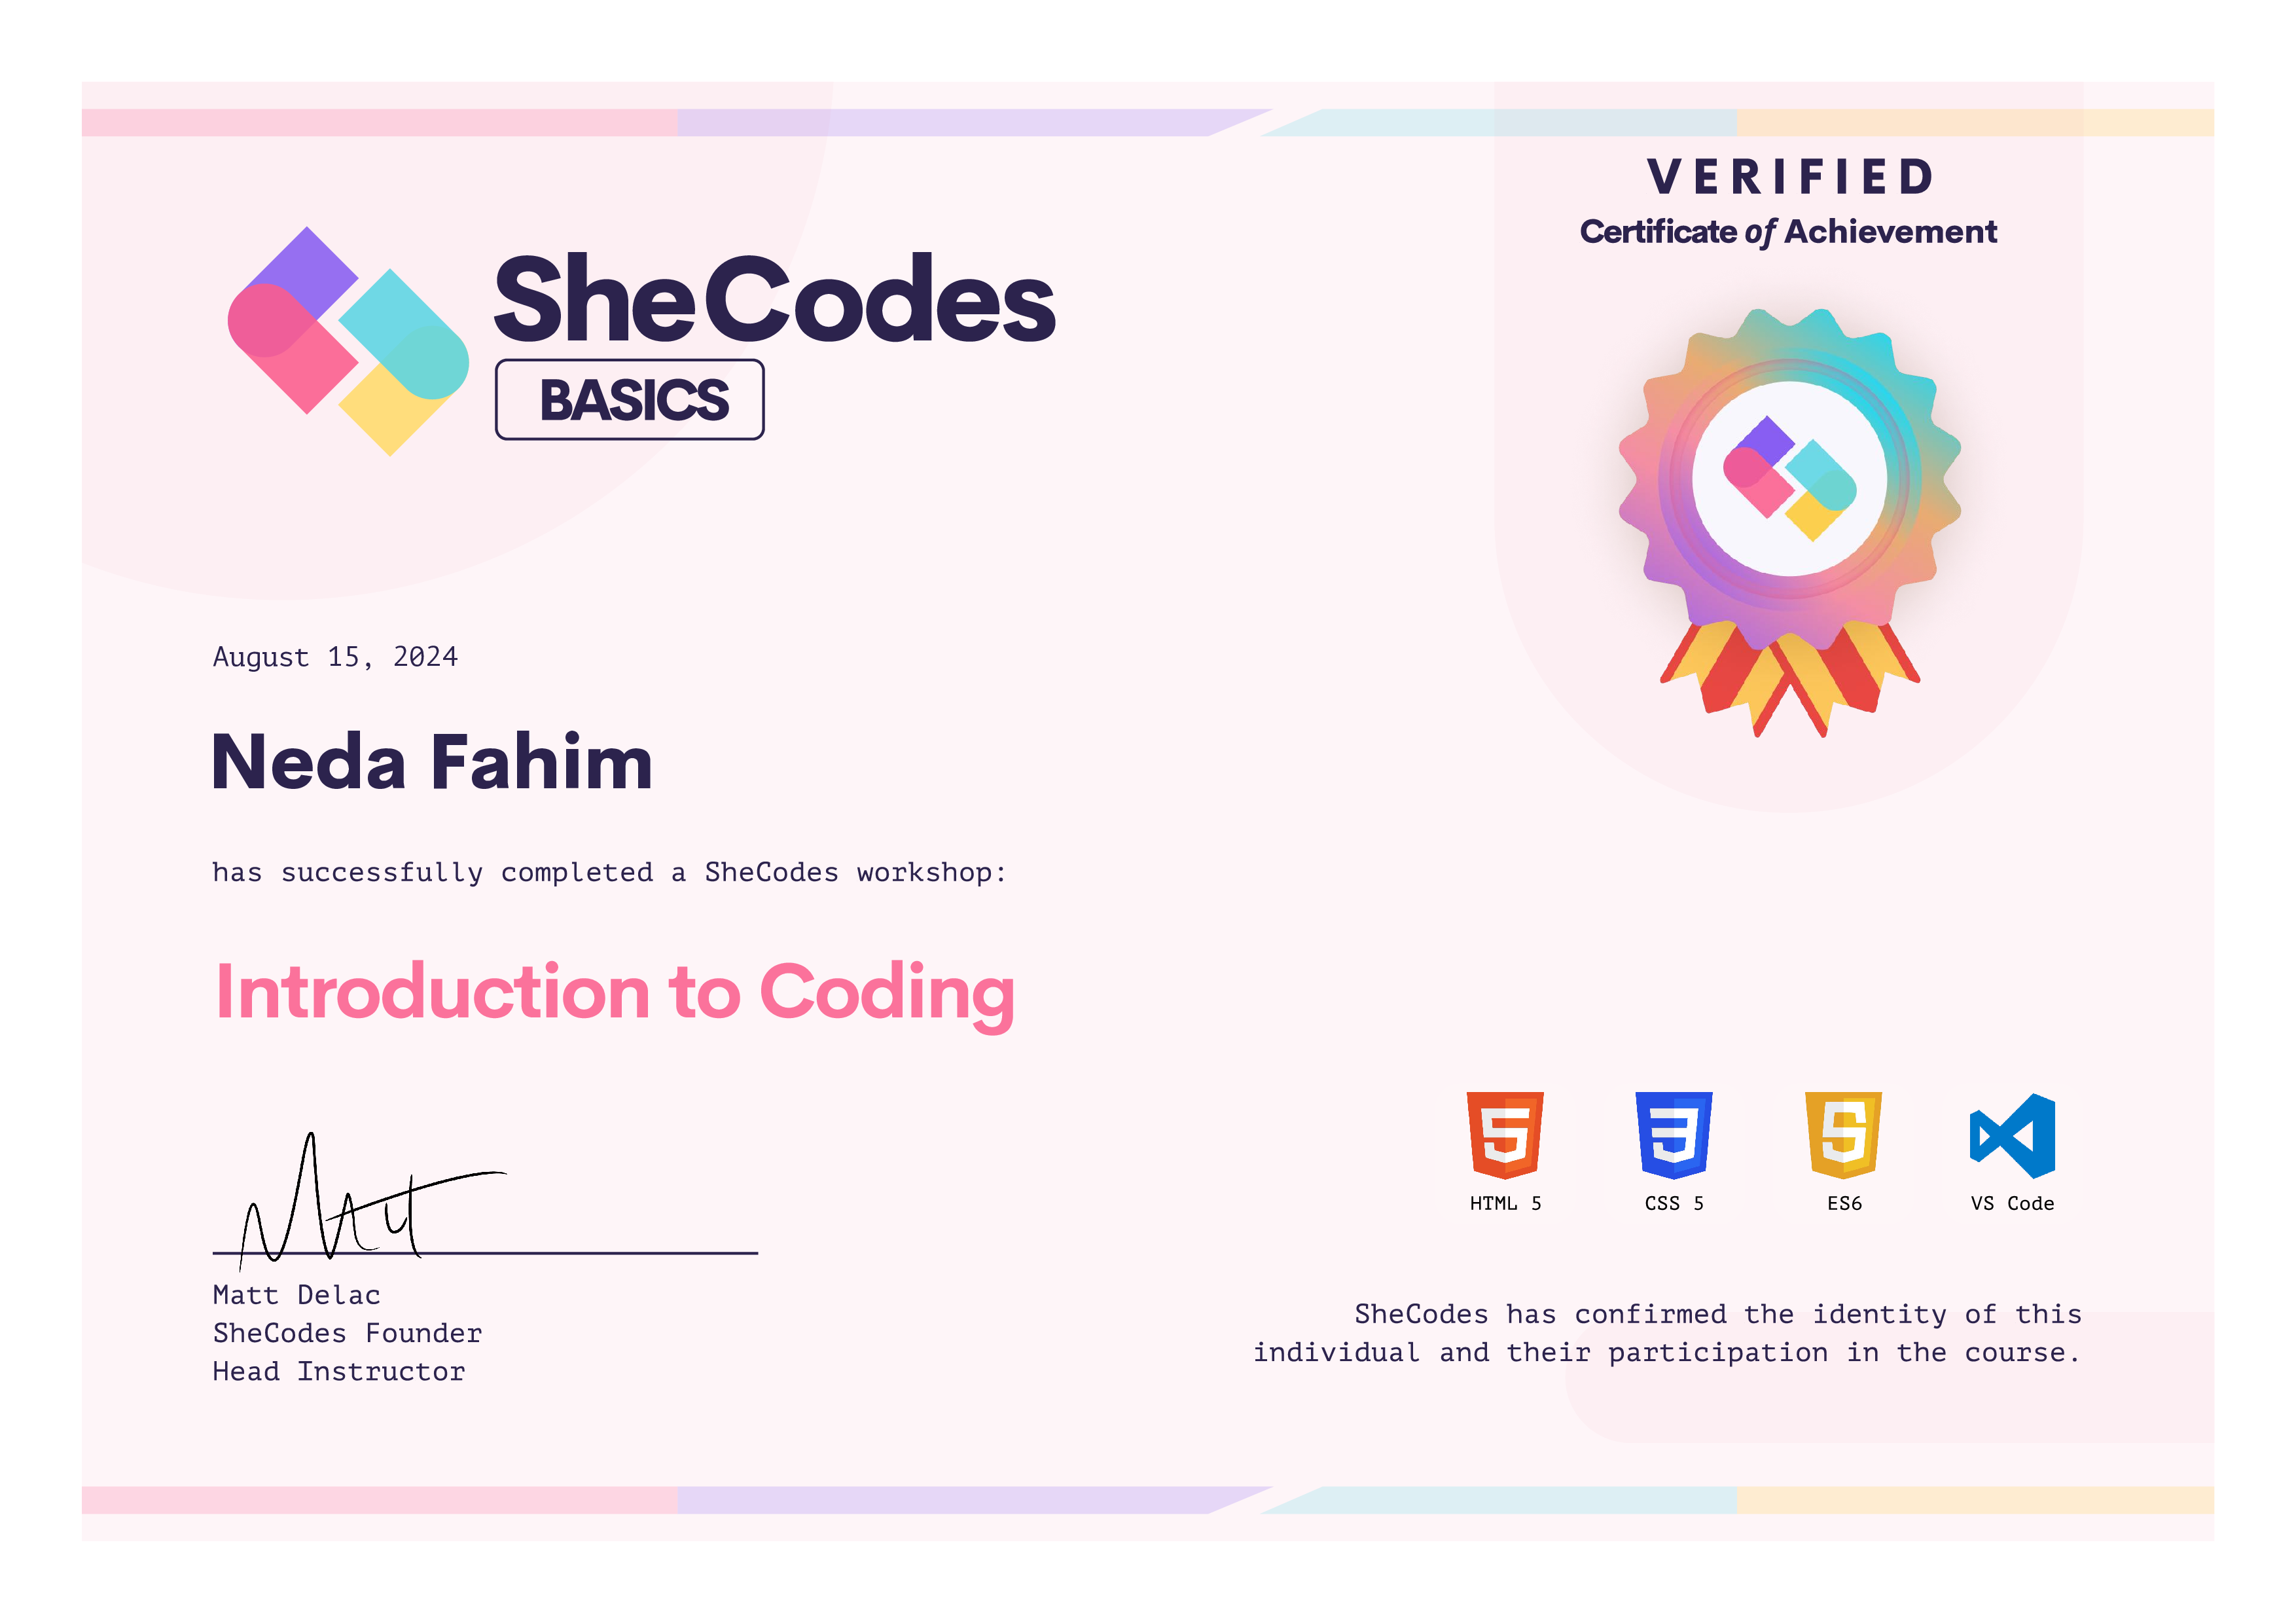 VERIFIED
Certificate of Achievement
SheCodes
BASICS
August 15, 2024
Neda Fahim
has successfully completed a SheCodes workshop:
Introduction to Coding
HTML 5
CSS 5
ES6
VS Code
Matt
Matt Delac
SheCodes Founder
Head Instructor
SheCodes has confirmed the identity of this
individual and their participation in the course.